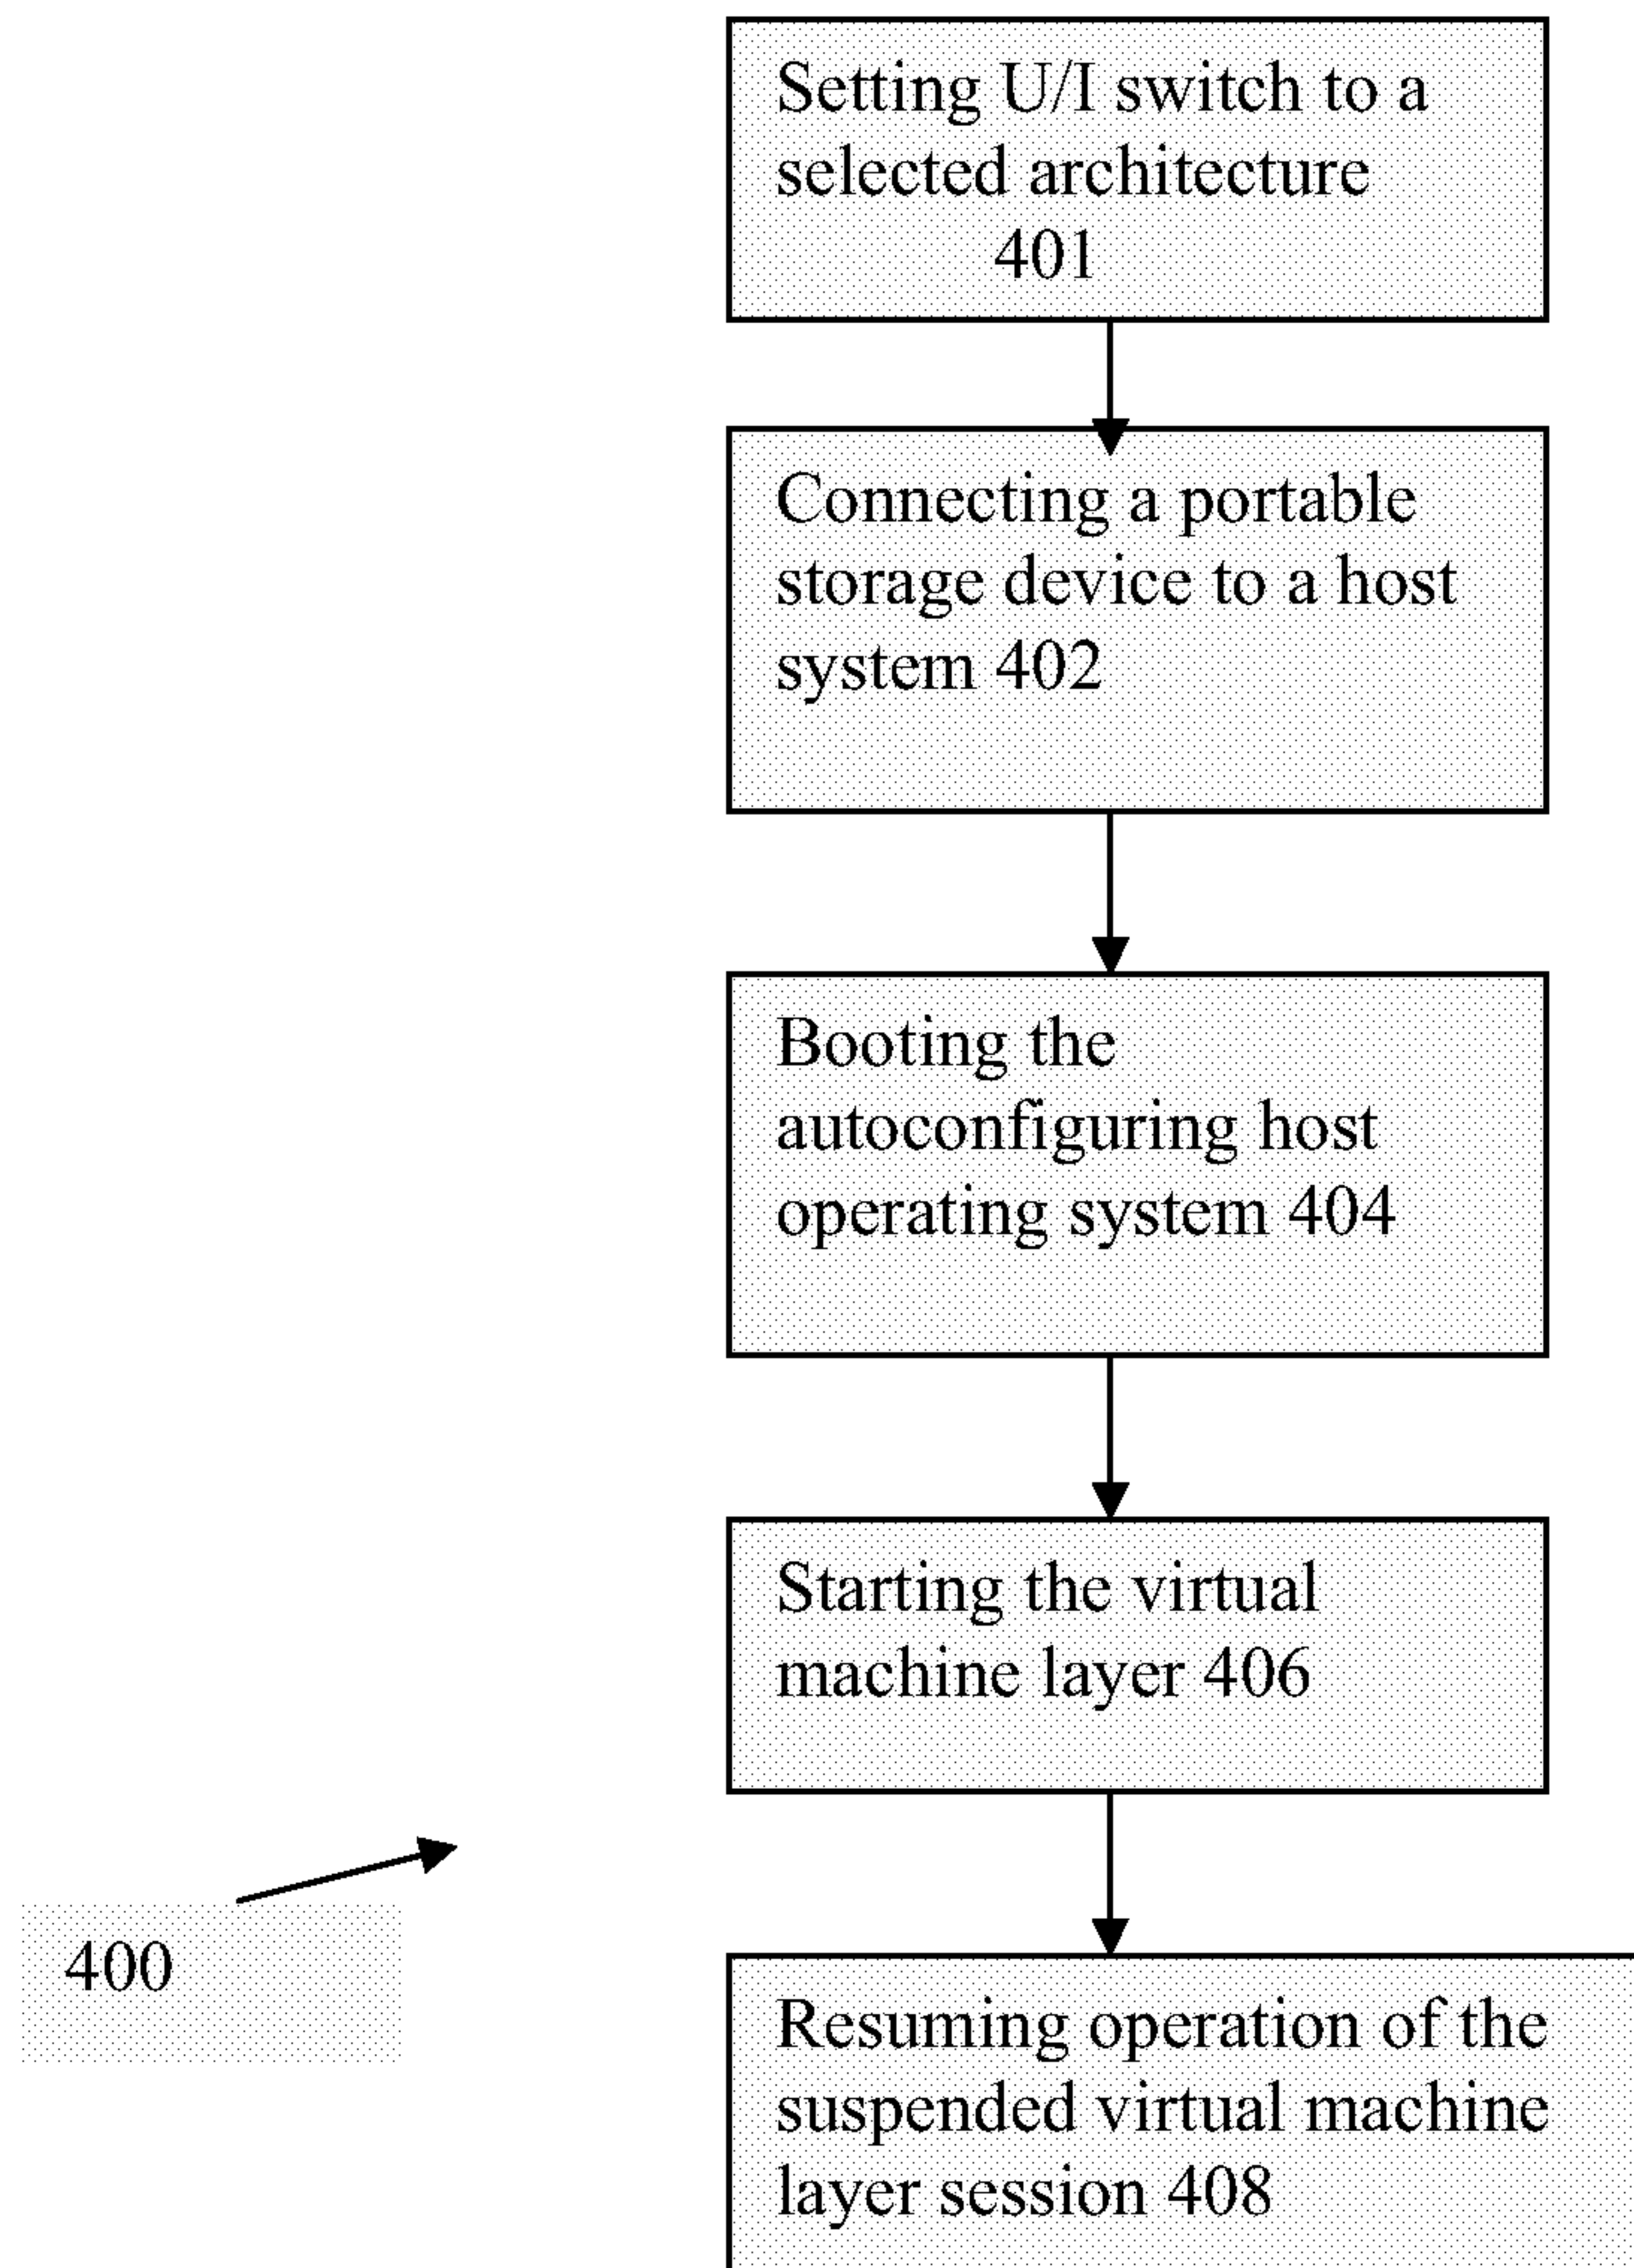 Setting U/I switch to a
selected architecture
401
Connecting a portable
storage device to a host
system 402
Booting the
autoconfiguring host
operating system 404
Starting the virtual
machine layer 406
400
Resuming operation of the
suspended virtual machine
layer session 408